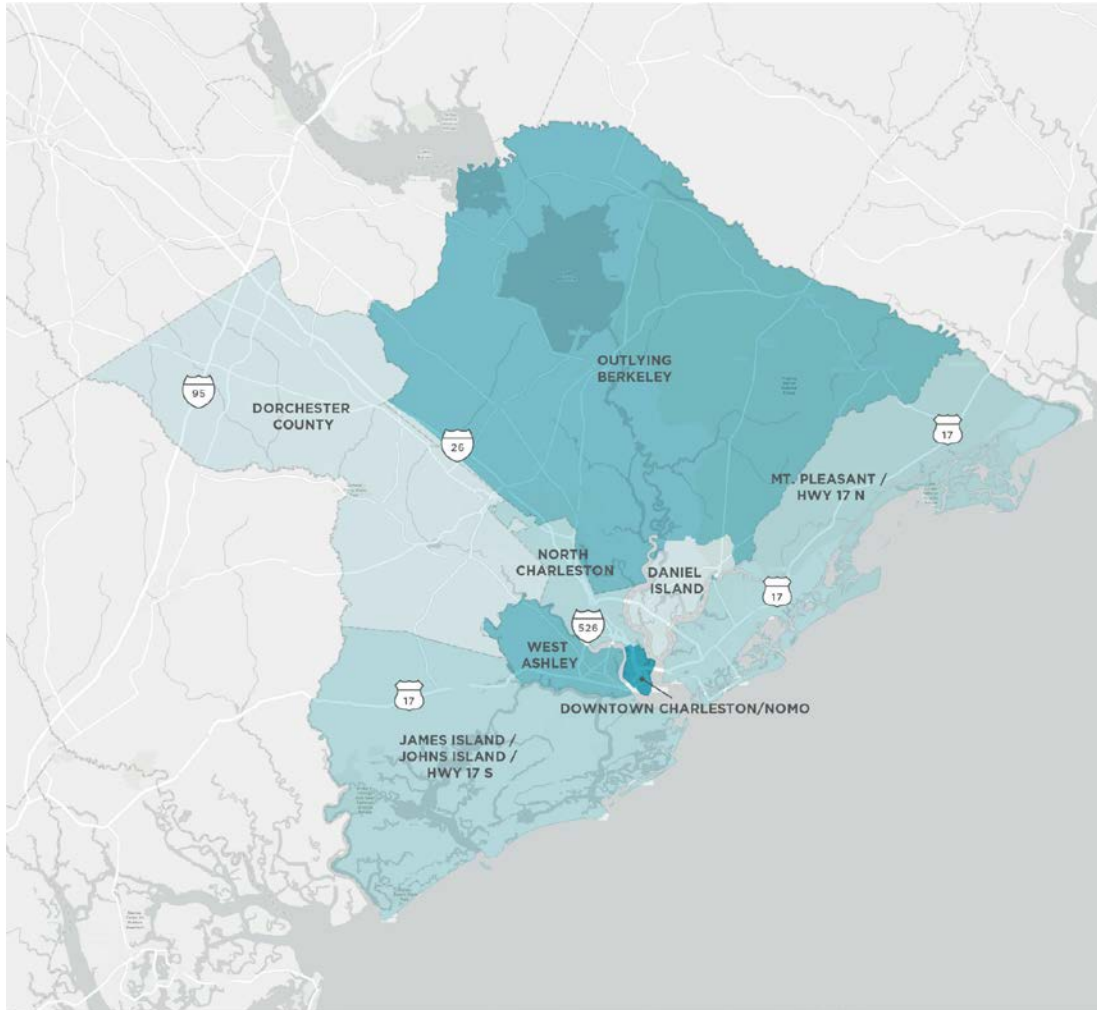 OUTLYING
BERKELEY
95
DORCHESTER
COUNTY
26
17
MT. PLEASANT /
HWY 17 N
NORTH
CHARLESTON
DANIEL
ISLAND
17
526
WEST
ASHLEY
17
DOWNTOWN CHARLESTON/NOMO
JAMES ISLAND /
JOHNS ISLAND /
HWY 17 S